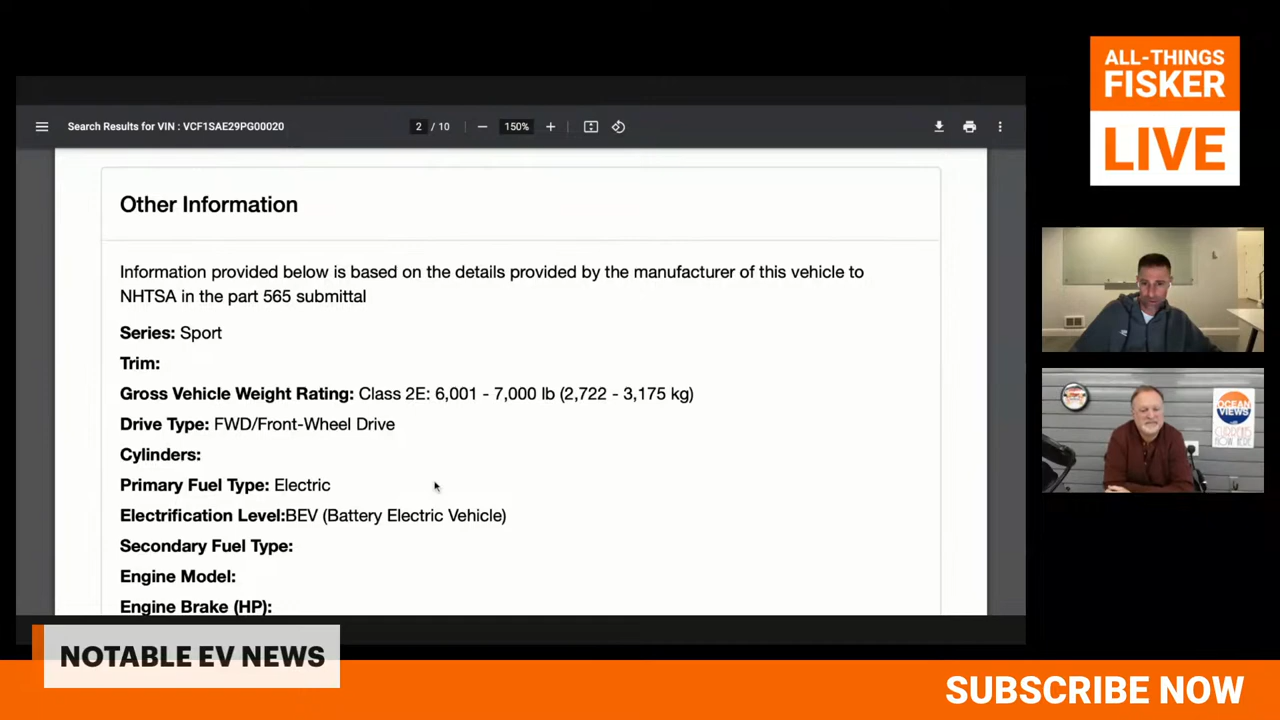 ALL-THINGS
FISKER
LIVE
Search Results for VIN : VCF1SAE29PG00020
2 / 10
150%
Other Information
Information provided below is based on the details provided by the manufacturer of this vehicle to
NHTSA in the part 565 submittal
Series: Sport
Trim:
Gross Vehicle Weight Rating: Class 2E: 6,001 - 7,000 lb (2,722 - 3,175 kg)
Drive Type: FWD/Front-Wheel Drive
Cylinders:
Primary Fuel Type: Electric
Electrification Level:BEV (Battery Electric Vehicle)
Secondary Fuel Type:
Engine Model:
Engine Brake (HP):
OCEAN
VIEWS
NOW HERE
NOTABLE EV NEWS
SUBSCRIBE NOW